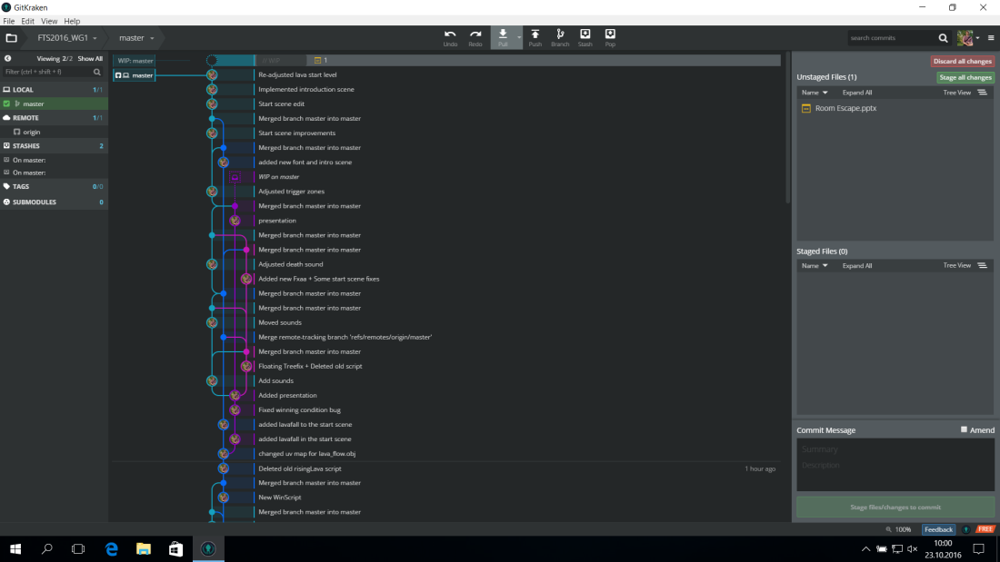 GitKraken
File Edit View Help
FTS2016_WG1 master
Undo Redo Pull Push Branch Stash Pop
search commits
Viewing 2/2 Show All
Filter (ctrl + shift + f)
LOCAL 1/1
master
REMOTE 1/1
origin
STASHES 2
On master:
On master:
TAGS 0/0
SUBMODULES 0
WIP: master
// WIP 1
master
Re-adjusted lava start level
Implemented introduction scene
Start scene edit
Merged branch master into master
Start scene improvements
Merged branch master into master
added new font and intro scene
WIP on master
Adjusted trigger zones
Merged branch master into master
presentation
Merged branch master into master
Merged branch master into master
Adjusted death sound
Added new Fxaa + Some start scene fixes
Merged branch master into master
Merged branch master into master
Moved sounds
Merge remote-tracking branch 'refs/remotes/origin/master'
Merged branch master into master
Floating Treefix + Deleted old script
Add sounds
Added presentation
Fixed winning condition bug
added lavafall to the start scene
added lavafall in the start scene
changed uv map for lava_flow.obj
Deleted old risingLava script 1 hour ago
Merged branch master into master
New WinScript
Merged branch master into master
Discard all changes
Unstaged Files (1) Stage all changes
Name Expand All Tree View
Room Escape.pptx
Staged Files (0)
Name Expand All Tree View
Commit Message Amend
Summary
Description
Stage files/changes to commit
100% Feedback FREE
10:00
23.10.2016